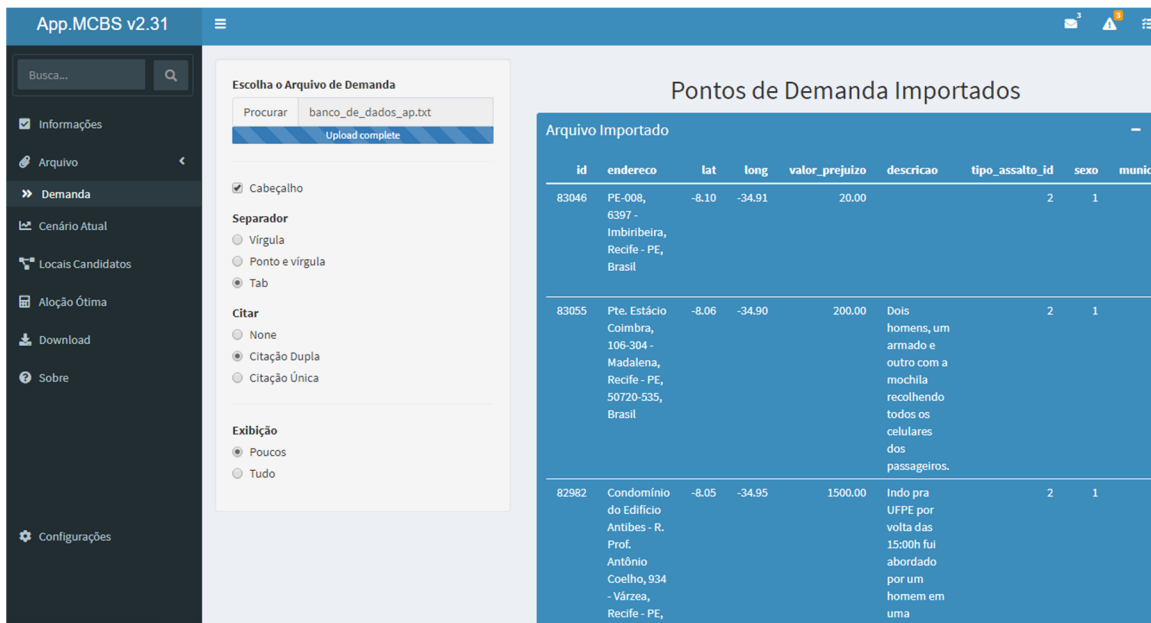 App.MCBS v2.31
3
3
Busca...
Informações
Arquivo
Demanda
Cenário Atual
Locais Candidatos
Aloção Ótima
Download
Sobre
Configurações
Escolha o Arquivo de Demanda
Procurar banco_de_dados_ap.txt
Upload complete
Cabeçalho
Separador
Vírgula
Ponto e vírgula
Tab
Citar
None
Citação Dupla
Citação Única
Exibição
Poucos
Tudo
Pontos de Demanda Importados
Arquivo Importado
id endereco lat long valor_prejuizo descricao tipo_assalto_id sexo munic
83046 PE-008, -8.10 -34.91 20.00 2 1
6397 -
Imbiribeira,
Recife - PE,
Brasil
83055 Pte. Estácio -8.06 -34.90 200.00 Dois 2 1
Coimbra, homens, um
106-304 - armado e
Madalena, outro com a
Recife - PE, mochila
50720-535, recolhendo
Brasil todos os
celulares
dos
passageiros.
82982 Condomínio -8.05 -34.95 1500.00 Indo pra 2 1
do Edifício UFPE por
Antibes - R. volta das
Prof. 15:00h fui
Antônio abordado
Coelho, 934 por um
- Várzea, homem em
Recife - PE, uma